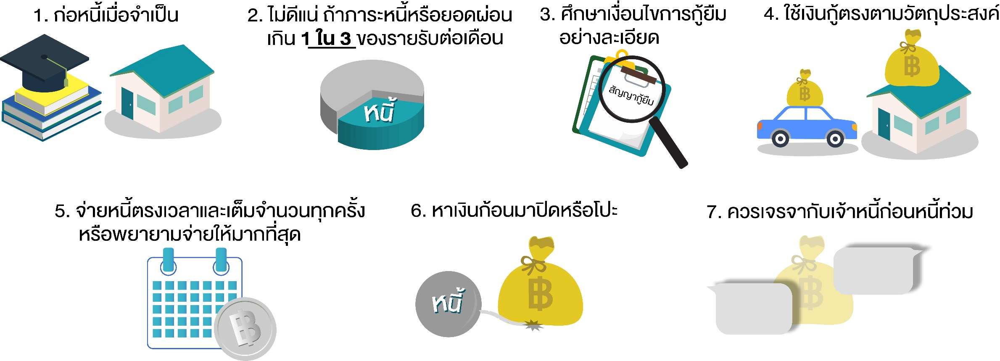 1. ก่อหนี้เมื่อจำเป็น
2. ไม่ดีแน่ ถ้าภาระหนี้หรือยอดผ่อน
เกิน 1 ใน 3 ของรายรับต่อเดือน
หนี้
3. ศึกษาเงื่อนไขการกู้ยืม
อย่างละเอียด
สัญญากู้ยืม
4. ใช้เงินกู้ตรงตามวัตถุประสงค์
฿
฿
5. จ่ายหนี้ตรงเวลาและเต็มจำนวนทุกครั้ง
หรือพยายามจ่ายให้มากที่สุด
฿
6. หาเงินก้อนมาปิดหรือโปะ
หนี้
฿
7. ควรเจรจากับเจ้าหนี้ก่อนหนี้ท่วม
฿